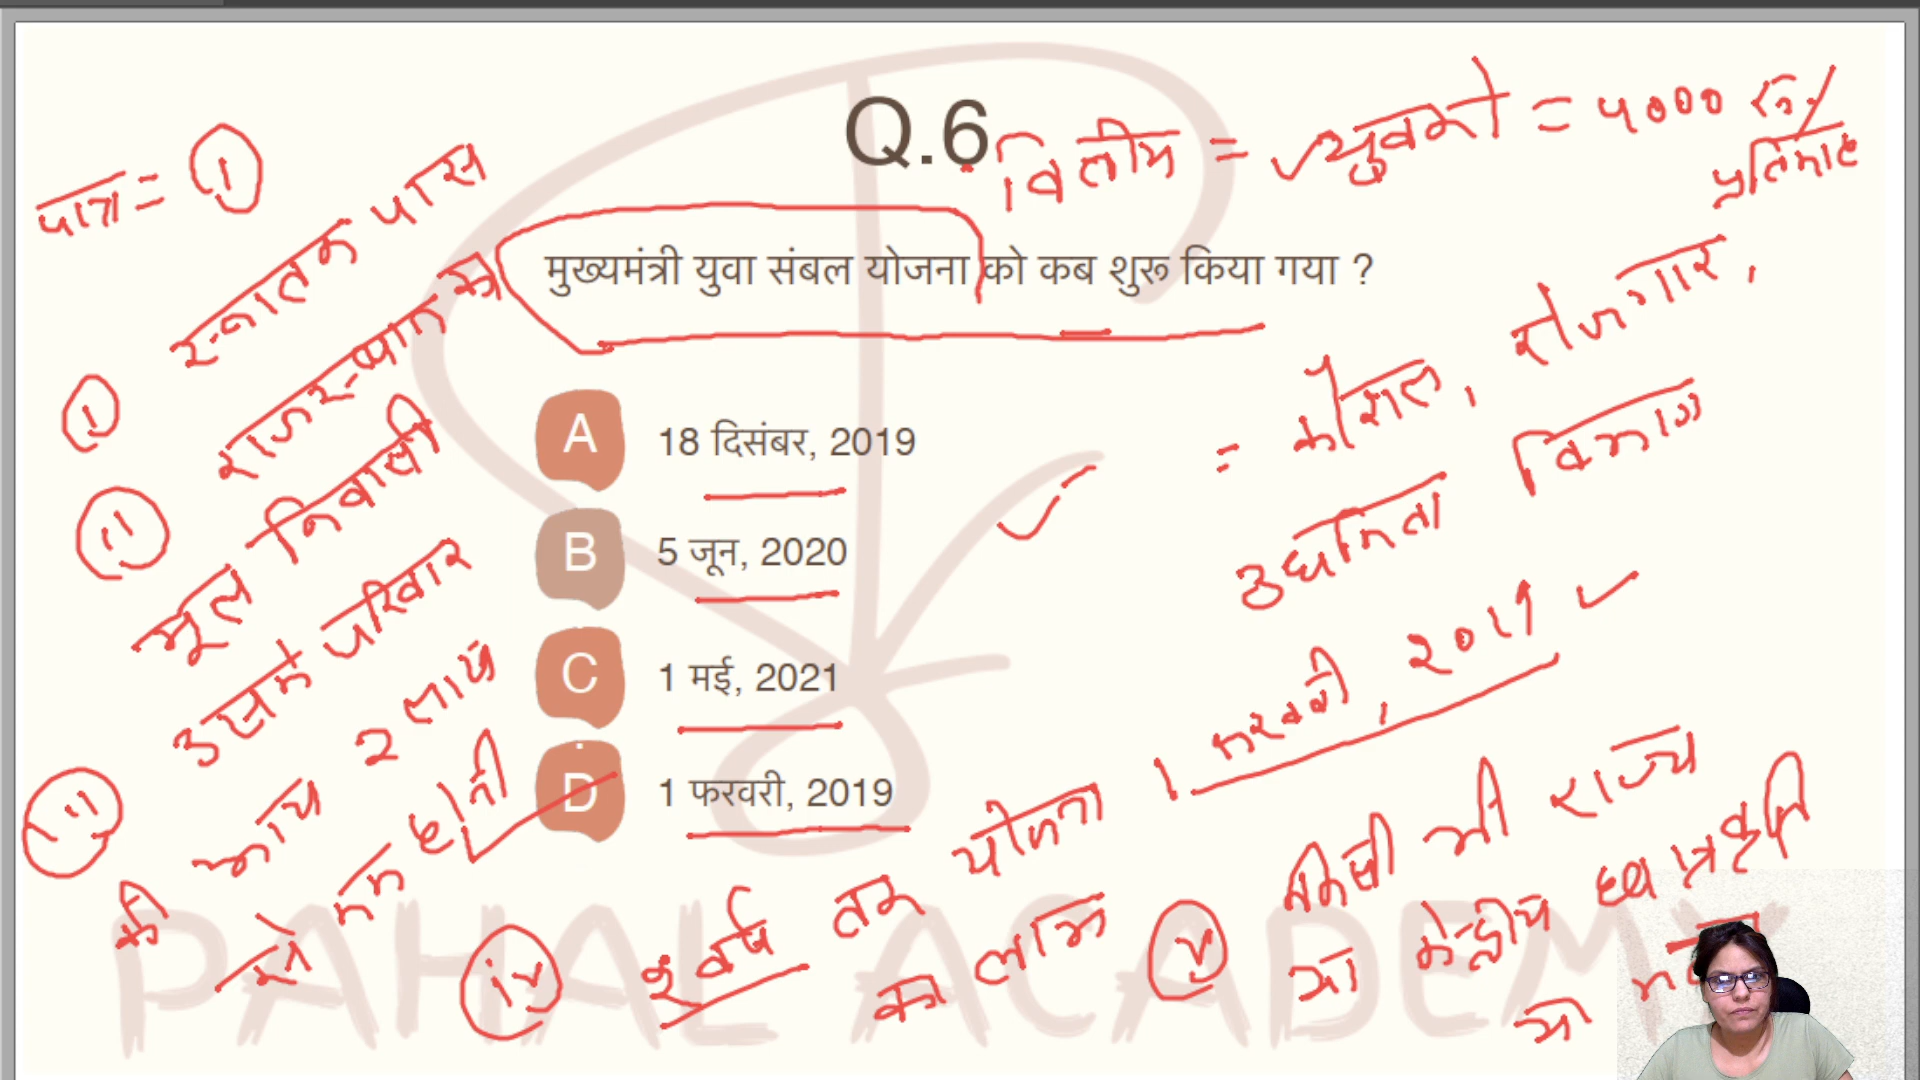 Q.6
वित्तीय = युवकों = 4000 रु./
प्रतिमाह
मुख्यमंत्री युवा संबल योजना को कब शुरू किया गया ?
A 18 दिसंबर, 2019
B 5 जून, 2020
C 1 मई, 2021
D 1 फरवरी, 2019
पात्र = i
i स्नातक पास
ii राजस्थान का
मूल निवासी
iii उसके परिवार
की आय 2 लाख
से कम होनी
iv २ वर्ष तक योजना
का लाभ
= कौशल, रोजगार,
उद्यमिता विभाग
1 फरवरी, 2019
v किसी भी राज्य
या केन्द्रीय छात्रवृत्ति
या
PAHAL ACADEMY